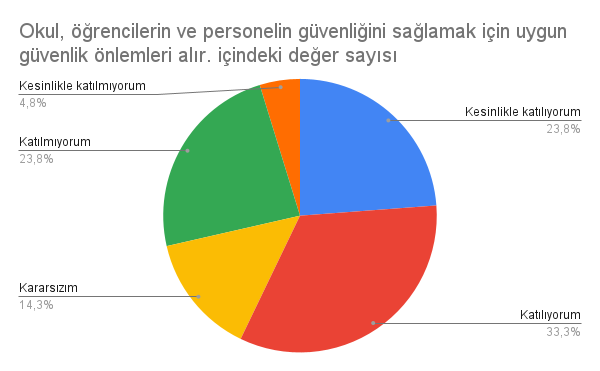 Okul, öğrencilerin ve personelin güvenliğini sağlamak için uygun
güvenlik önlemleri alır. içindeki değer sayısı
Kesinlikle katılmıyorum
4,8%
Kesinlikle katılıyorum
23,8%
Katılmıyorum
23,8%
Kararsızım
14,3%
Katılıyorum
33,3%